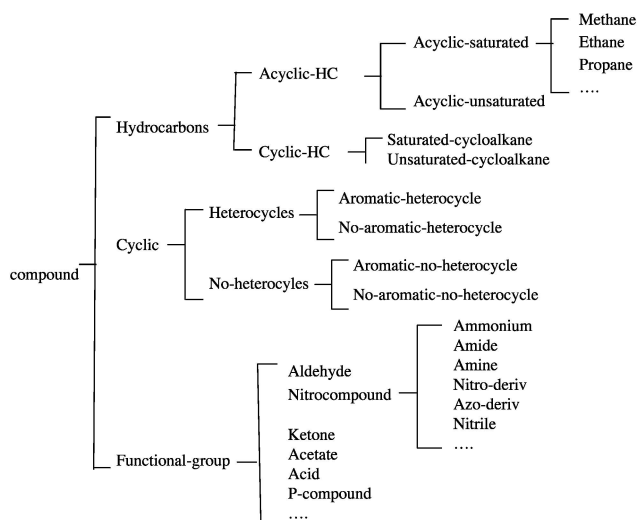 Methane
Acyclic-saturated
Ethane
Propane
....
Acyclic-HC
Acyclic-unsaturated
Hydrocarbons
Cyclic-HC
Saturated-cycloalkane
Unsaturated-cycloalkane
Aromatic-heterocycle
Heterocycles
No-aromatic-heterocycle
Cyclic
compound
Aromatic-no-heterocycle
No-heterocyles
No-aromatic-no-heterocycle
Ammonium
Amide
Aldehyde
Amine
Nitrocompound
Nitro-deriv
Azo-deriv
Nitrile
....
Ketone
Acetate
Functional-group
Acid
P-compound
....